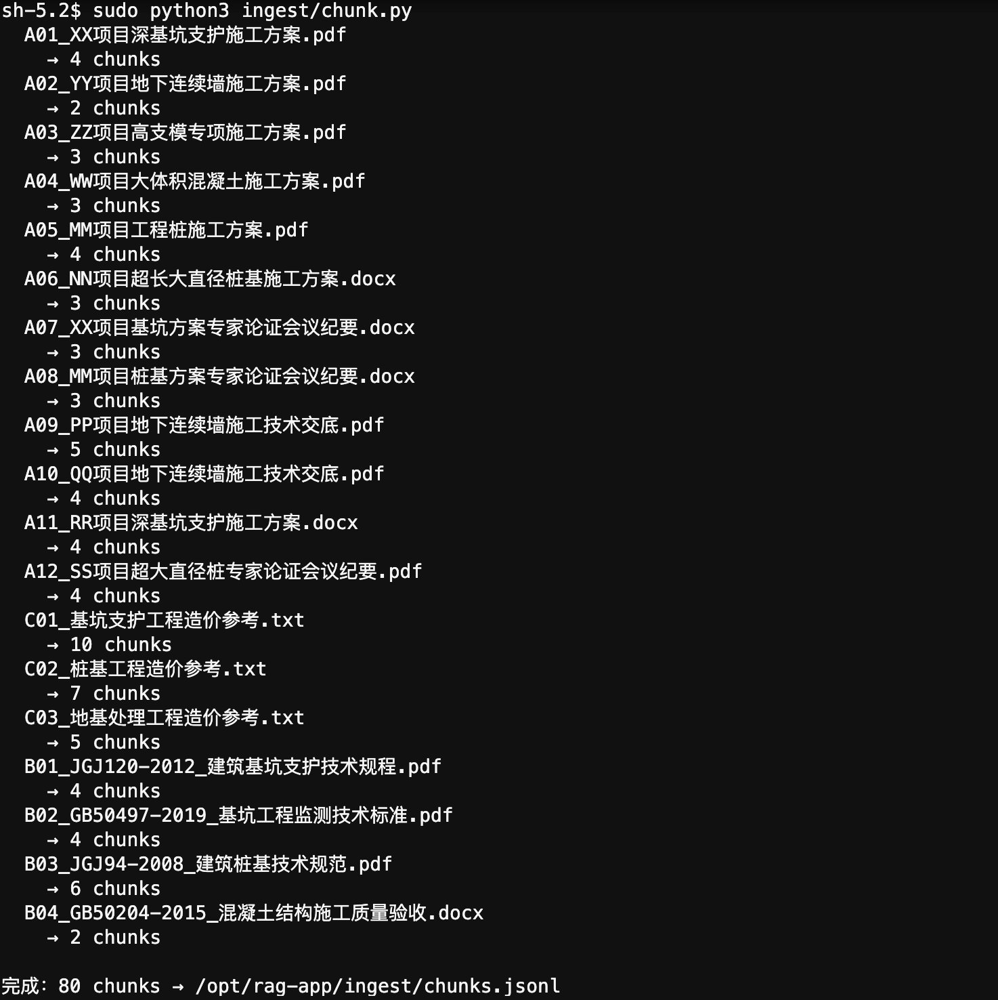 sh-5.2$ sudo python3 ingest/chunk.py
A01_XX项目深基坑支护施工方案.pdf
→ 4 chunks
A02_YY项目地下连续墙施工方案.pdf
→ 2 chunks
A03_ZZ项目高支模专项施工方案.pdf
→ 3 chunks
A04_WW项目大体积混凝土施工方案.pdf
→ 3 chunks
A05_MM项目工程桩施工方案.pdf
→ 4 chunks
A06_NN项目超长大直径桩基施工方案.docx
→ 3 chunks
A07_XX项目基坑方案专家论证会议纪要.docx
→ 3 chunks
A08_MM项目桩基方案专家论证会议纪要.docx
→ 3 chunks
A09_PP项目地下连续墙施工技术交底.pdf
→ 5 chunks
A10_QQ项目地下连续墙施工技术交底.pdf
→ 4 chunks
A11_RR项目深基坑支护施工方案.docx
→ 4 chunks
A12_SS项目超大直径桩专家论证会议纪要.pdf
→ 4 chunks
C01_基坑支护工程造价参考.txt
→ 10 chunks
C02_桩基工程造价参考.txt
→ 7 chunks
C03_地基处理工程造价参考.txt
→ 5 chunks
B01_JGJ120-2012_建筑基坑支护技术规程.pdf
→ 4 chunks
B02_GB50497-2019_基坑工程监测技术标准.pdf
→ 4 chunks
B03_JGJ94-2008_建筑桩基技术规范.pdf
→ 6 chunks
B04_GB50204-2015_混凝土结构施工质量验收.docx
→ 2 chunks
完成：80 chunks → /opt/rag-app/ingest/chunks.jsonl